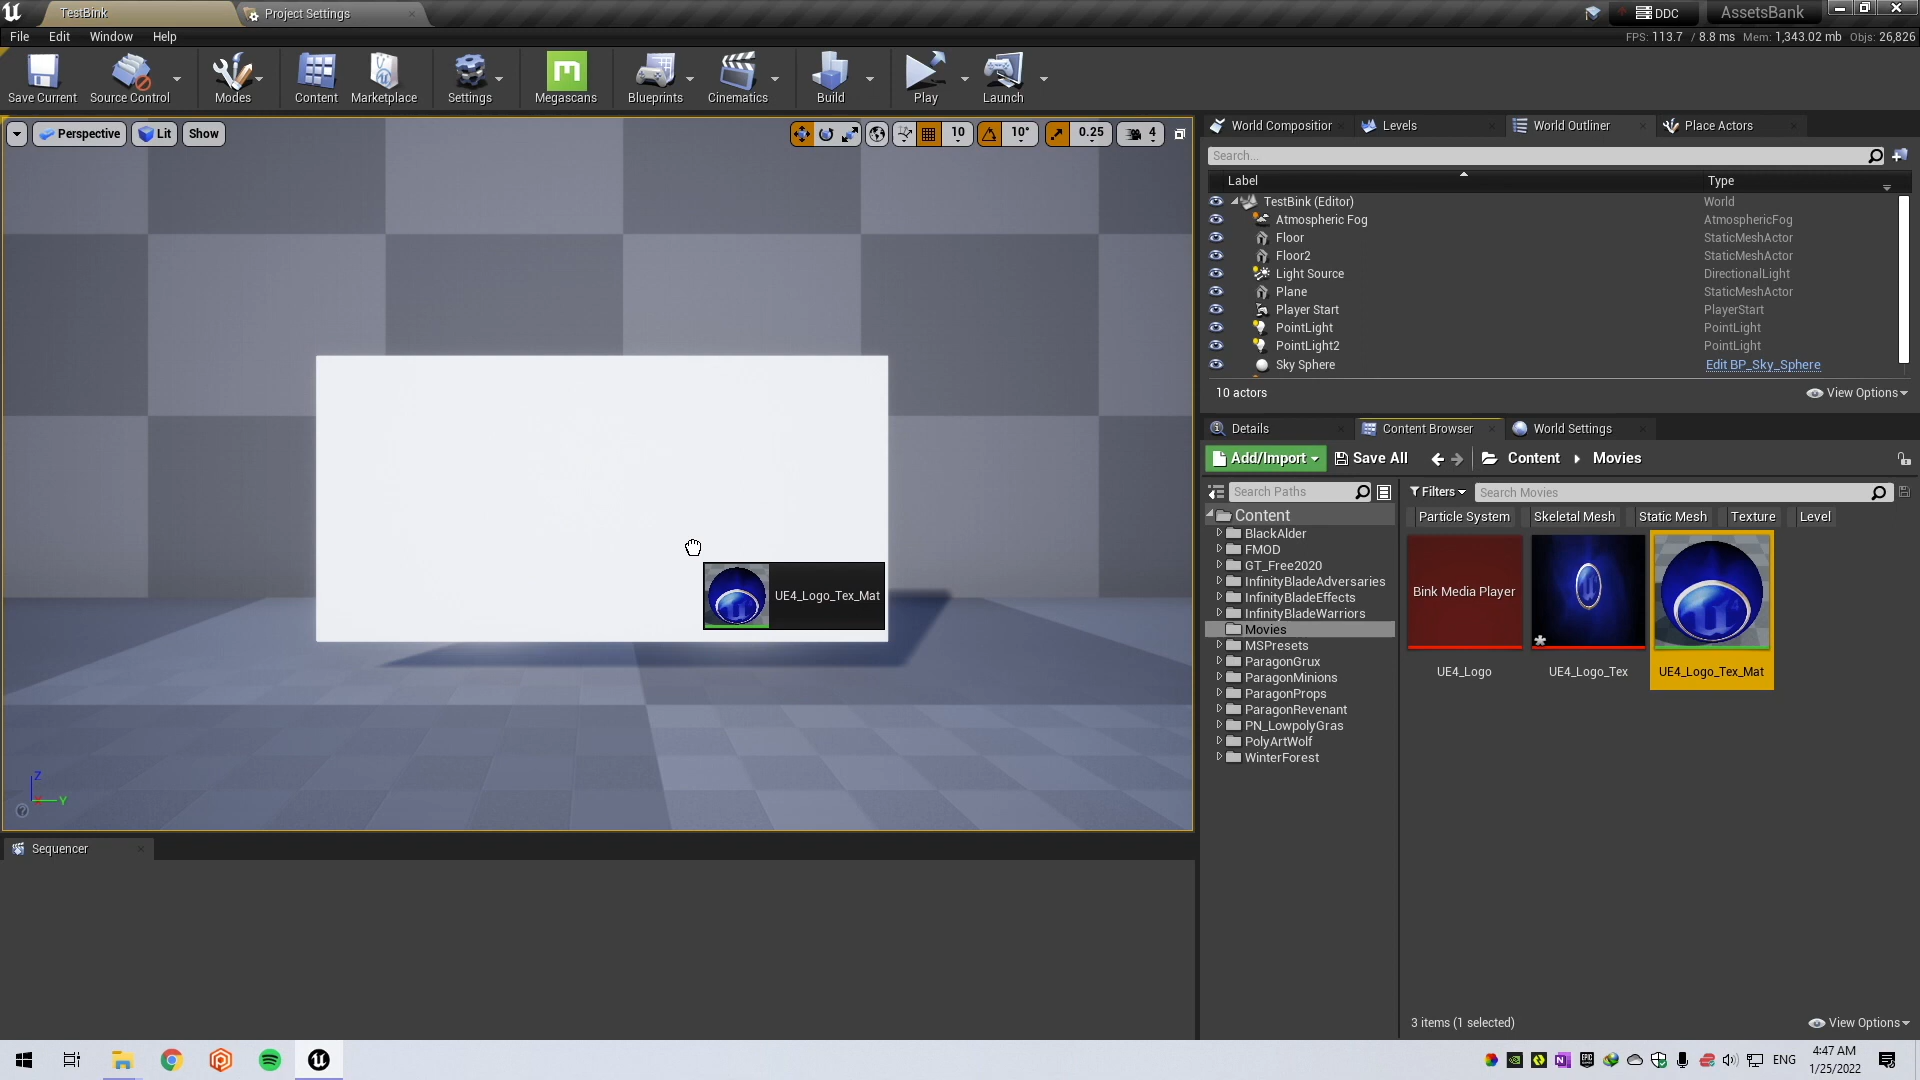 TestBink
Project Settings
DDC
AssetsBank
File Edit Window Help
FPS: 113.7 / 8.8 ms Mem: 1,343.02 mb Objs: 26,826
Save Current
Source Control
Modes
Content
Marketplace
Settings
Megascans
Blueprints
Cinematics
Build
Play
Launch
Perspective
Lit
Show
10
10°
0.25
4
World Compositior
Levels
World Outliner
Place Actors
Search...
Label
Type
TestBink (Editor) World
Atmospheric Fog AtmosphericFog
Floor StaticMeshActor
Floor2 StaticMeshActor
Light Source DirectionalLight
Plane StaticMeshActor
Player Start PlayerStart
PointLight PointLight
PointLight2 PointLight
Sky Sphere Edit BP_Sky_Sphere
10 actors
View Options
Details
Content Browser
World Settings
Add/Import
Save All
Content
Movies
Search Paths
Filters
Search Movies
Particle System
Skeletal Mesh
Static Mesh
Texture
Level
Content
BlackAlder
FMOD
GT_Free2020
InfinityBladeAdversaries
InfinityBladeEffects
InfinityBladeWarriors
Movies
MSPresets
ParagonGrux
ParagonMinions
ParagonProps
ParagonRevenant
PN_LowpolyGras
PolyArtWolf
WinterForest
Bink Media Player
UE4_Logo
UE4_Logo_Tex
UE4_Logo_Tex_Mat
UE4_Logo_Tex_Mat
Z
X
Y
Sequencer
3 items (1 selected)
View Options
ENG
4:47 AM
1/25/2022